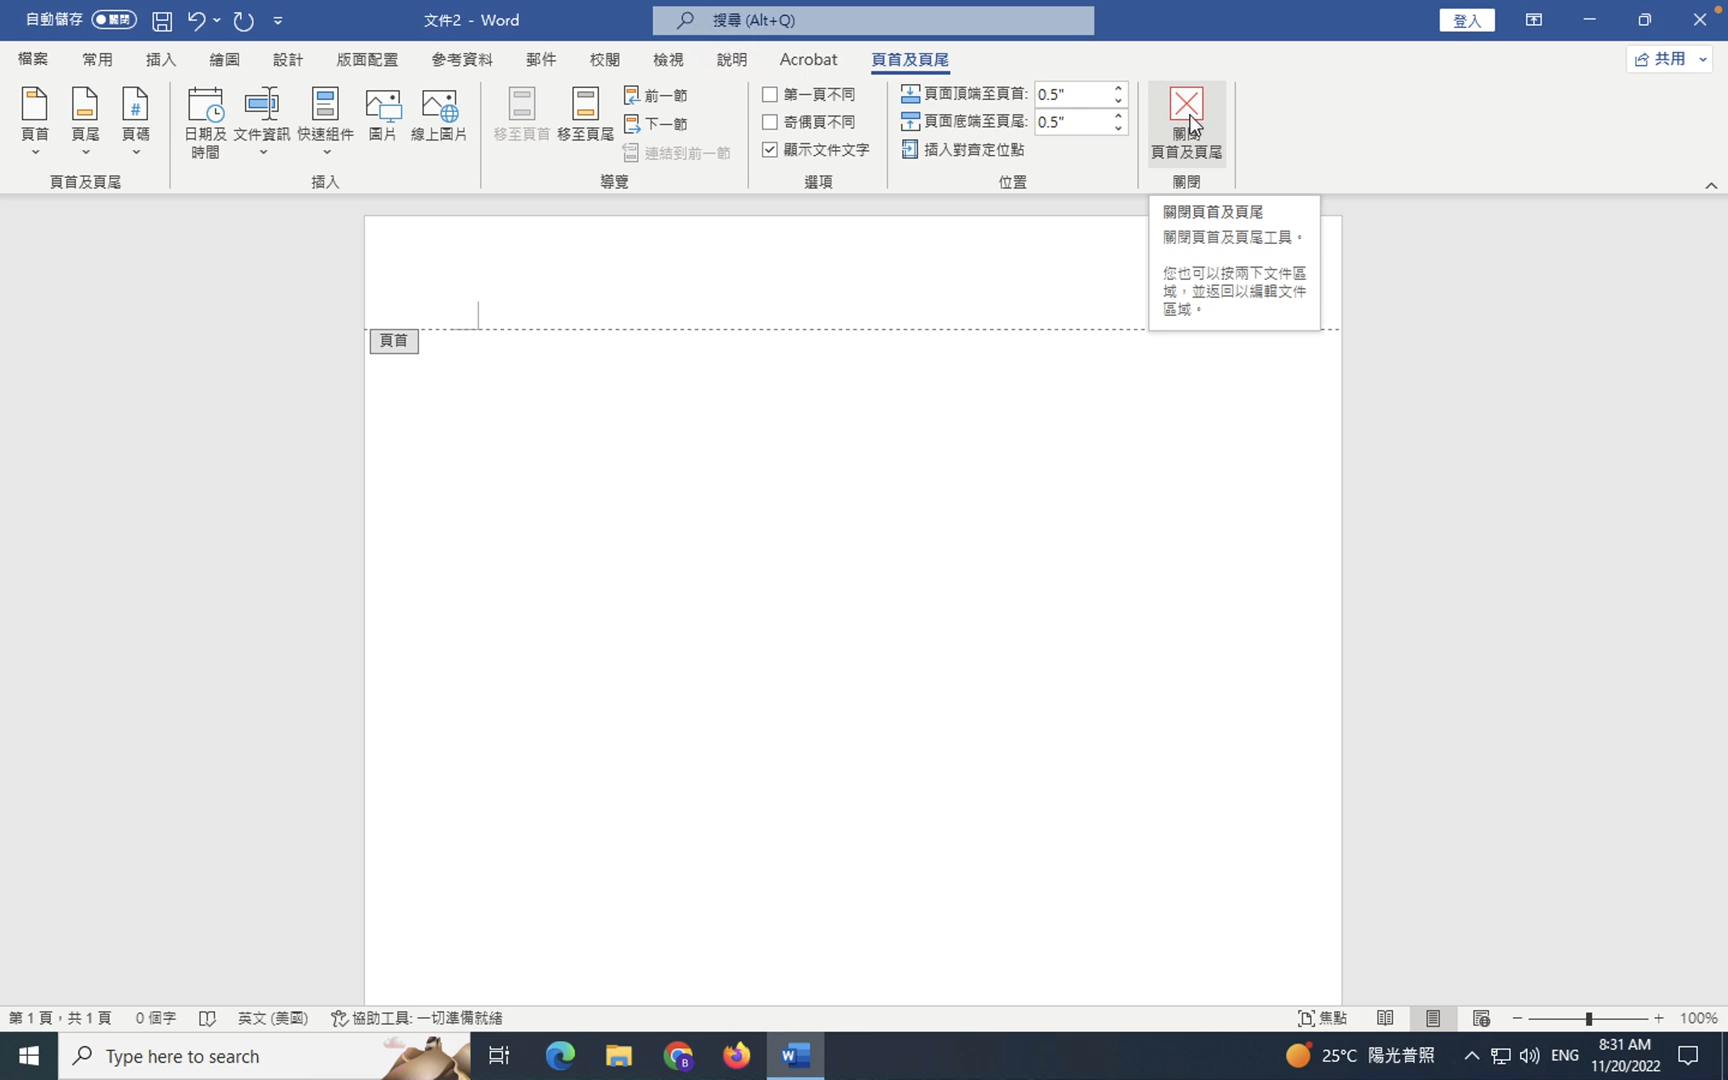 自動儲存 關閉 文件2 - Word 搜尋 (Alt+Q) 登入
檔案 常用 插入 繪圖 設計 版面配置 參考資料 郵件 校閱 檢視 說明 Acrobat 頁首及頁尾 共用
頁首 頁尾 頁碼
頁首及頁尾
日期及
時間
文件資訊 快速組件 圖片 線上圖片
插入
移至頁首 移至頁尾
前一節
下一節
連結到前一節
導覽
第一頁不同
奇偶頁不同
顯示文件文字
選項
頁面頂端至頁首: 0.5"
頁面底端至頁尾: 0.5"
插入對齊定位點
位置
關閉
頁首及頁尾
關閉
關閉頁首及頁尾
關閉頁首及頁尾工具。
您也可以按兩下文件區
域，並返回以編輯文件
區域。
頁首
第 1 頁，共 1 頁 0 個字 英文 (美國) 協助工具: 一切準備就緒 焦點 100%
Type here to search 25°C 陽光普照 ENG 8:31 AM
11/20/2022